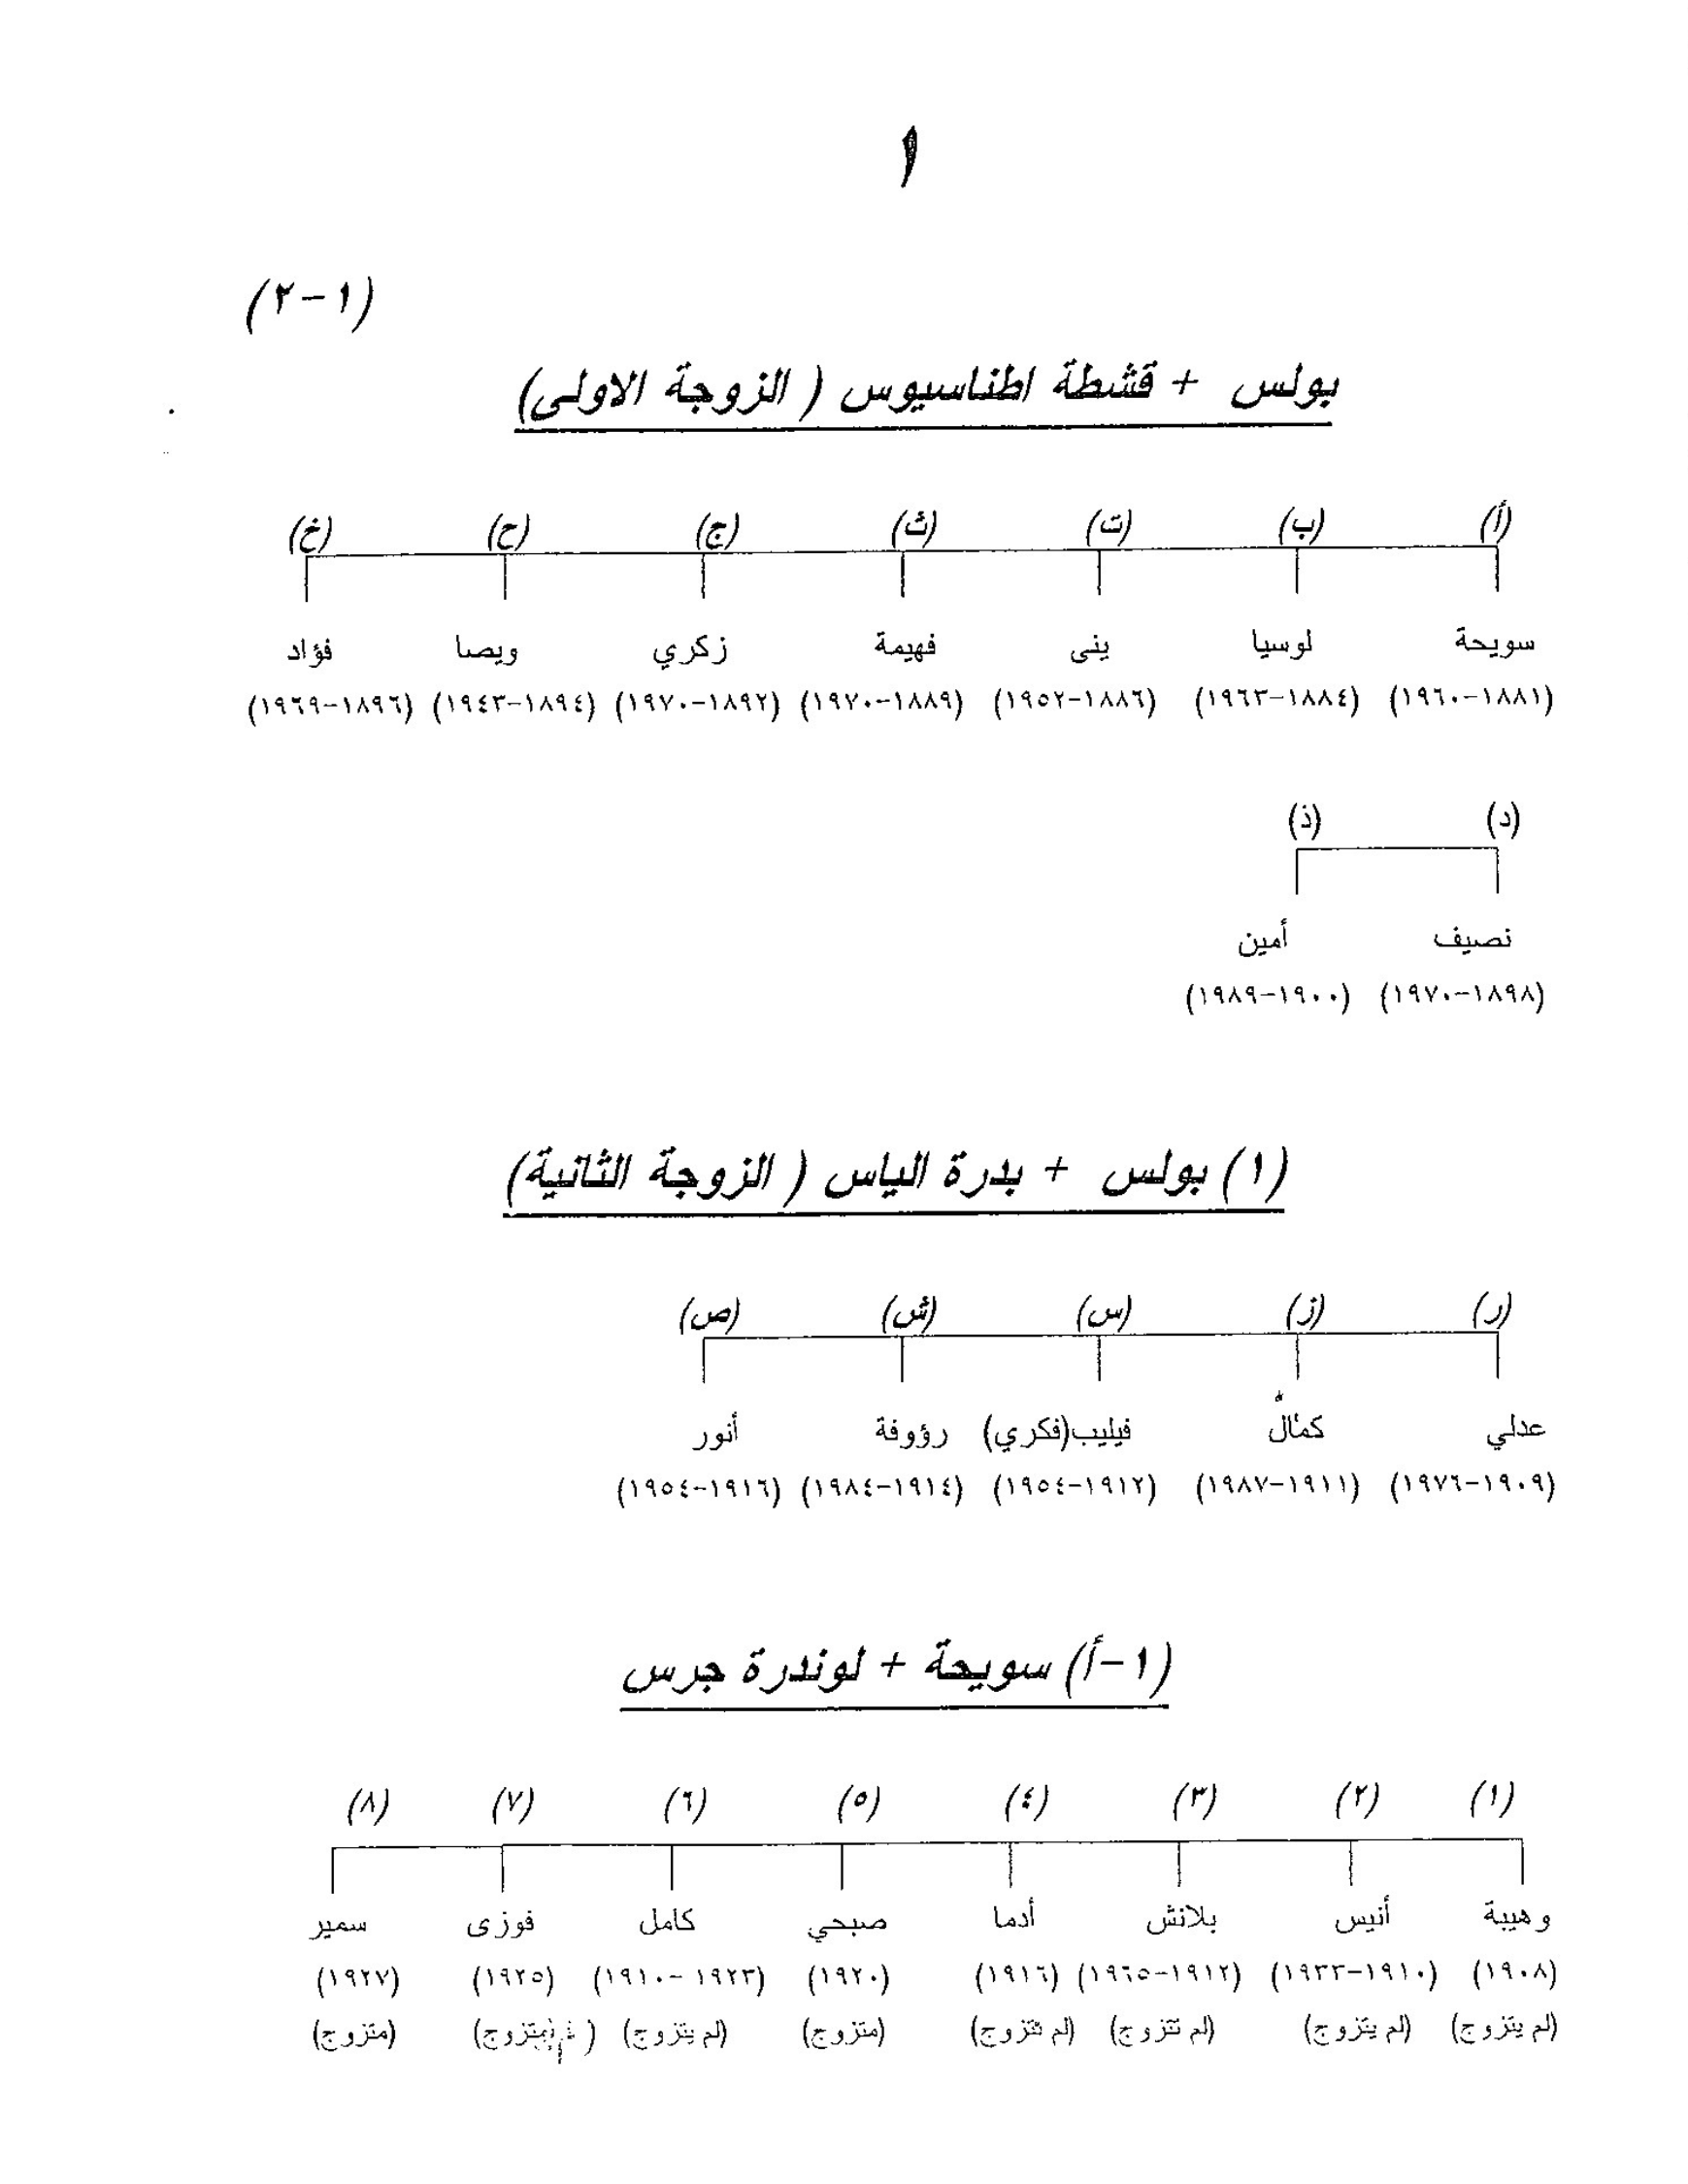 ١
(١-٢)
بولس + قشطة اطناسيوس ( الزوجة الاولى)
(أ) (ب) (ت) (ث) (ج) (ح) (خ)
سويحة لوسيا ينى فهيمة زكري ويصا فؤاد
(١٨٨١-١٩٦٠) (١٨٨٤-١٩٦٣) (١٨٨٦-١٩٥٢) (١٨٨٩-١٩٧٠) (١٨٩٢-١٩٧٠) (١٨٩٤-١٩٤٣) (١٨٩٦-١٩٦٩)
(د) (ذ)
نصيف أمين
(١٨٩٨-١٩٧٠) (١٩٠٠-١٩٨٩)
(١) بولس + بدرة الياس ( الزوجة الثانية)
(ر) (ز) (س) (ش) (ص)
عدلي كمال فيليب(فكري) رؤوفة أنور
(١٩٠٩-١٩٧٦) (١٩١١-١٩٨٧) (١٩١٢-١٩٥٤) (١٩١٤-١٩٨٤) (١٩١٦-١٩٥٤)
(١-أ) سويحة + لوندرة جرس
(١) (٢) (٣) (٤) (٥) (٦) (٧) (٨)
وهيبة أنيس بلانش أدما صبحي كامل فوزى سمير
(١٩٠٨) (١٩١٠-١٩٣٣) (١٩١٢-١٩٦٥) (١٩١٦) (١٩٢٠) (١٩٢٣ -١٩١٠) (١٩٢٥) (١٩٢٧)
(لم يتزوج) (لم يتزوج) (لم تتزوج) (لم تتزوج) (متزوج) (لم يتزوج) (متزوج)